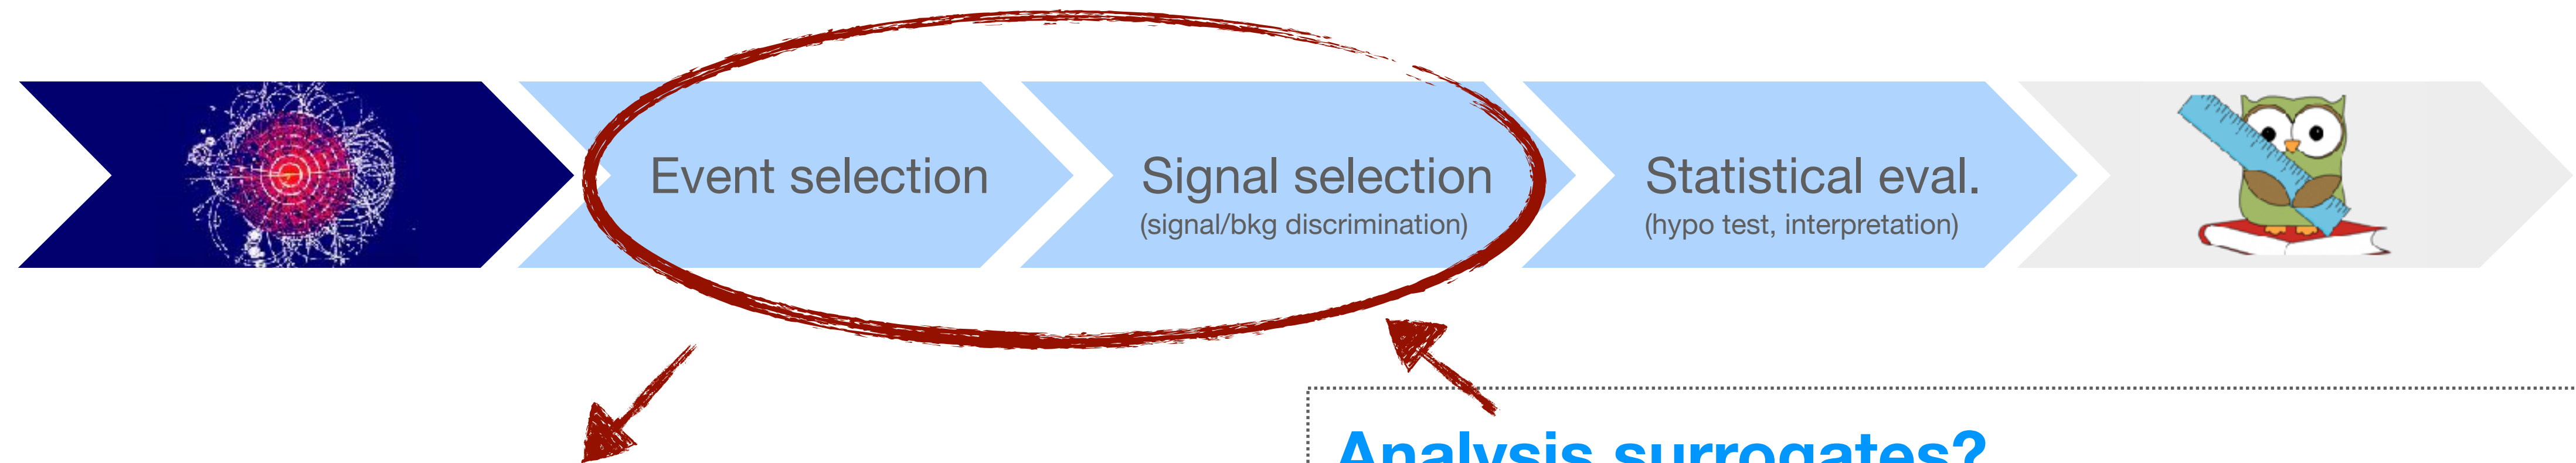 Event selection
Signal selection
(signal/bkg discrimination)
Statistical eval.
(hypo test, interpretation)
Analysis surrogates?